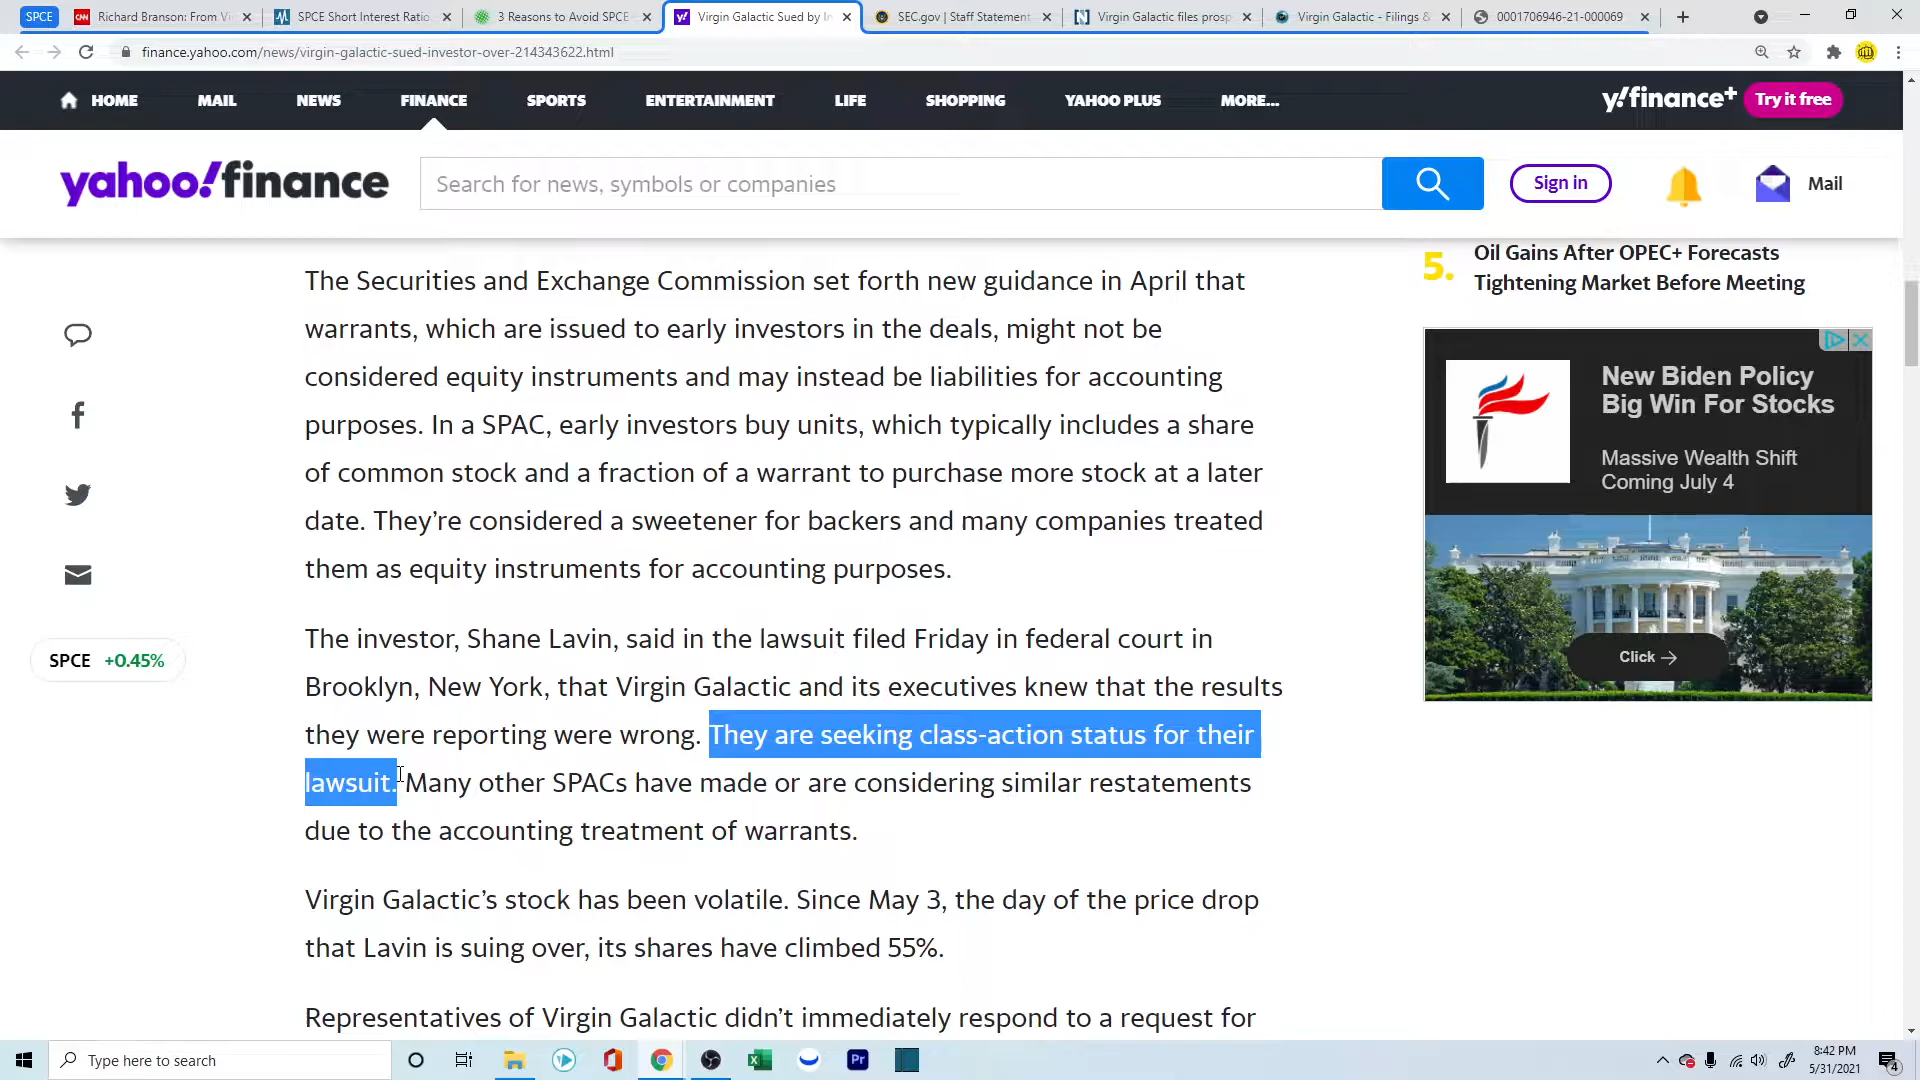 SPCE
CNN Richard Branson: From Vi
SPCE Short Interest Ratio
3 Reasons to Avoid SPCE
y! Virgin Galactic Sued by In
SEC.gov | Staff Statement
Virgin Galactic files prosp
Virgin Galactic - Filings &
0001706946-21-000069
finance.yahoo.com/news/virgin-galactic-sued-investor-over-214343622.html
HOME MAIL NEWS FINANCE SPORTS ENTERTAINMENT LIFE SHOPPING YAHOO PLUS MORE...
y!finance+ Try it free
yahoo!finance
Search for news, symbols or companies
Sign in
Mail
The Securities and Exchange Commission set forth new guidance in April that
warrants, which are issued to early investors in the deals, might not be
considered equity instruments and may instead be liabilities for accounting
purposes. In a SPAC, early investors buy units, which typically includes a share
of common stock and a fraction of a warrant to purchase more stock at a later
date. They’re considered a sweetener for backers and many companies treated
them as equity instruments for accounting purposes.
The investor, Shane Lavin, said in the lawsuit filed Friday in federal court in
Brooklyn, New York, that Virgin Galactic and its executives knew that the results
they were reporting were wrong. They are seeking class-action status for their
lawsuit. Many other SPACs have made or are considering similar restatements
due to the accounting treatment of warrants.
Virgin Galactic’s stock has been volatile. Since May 3, the day of the price drop
that Lavin is suing over, its shares have climbed 55%.
Representatives of Virgin Galactic didn’t immediately respond to a request for
SPCE +0.45%
5. Oil Gains After OPEC+ Forecasts
Tightening Market Before Meeting
New Biden Policy
Big Win For Stocks
Massive Wealth Shift
Coming July 4
Click →
Type here to search
Pr
8:42 PM
5/31/2021
4